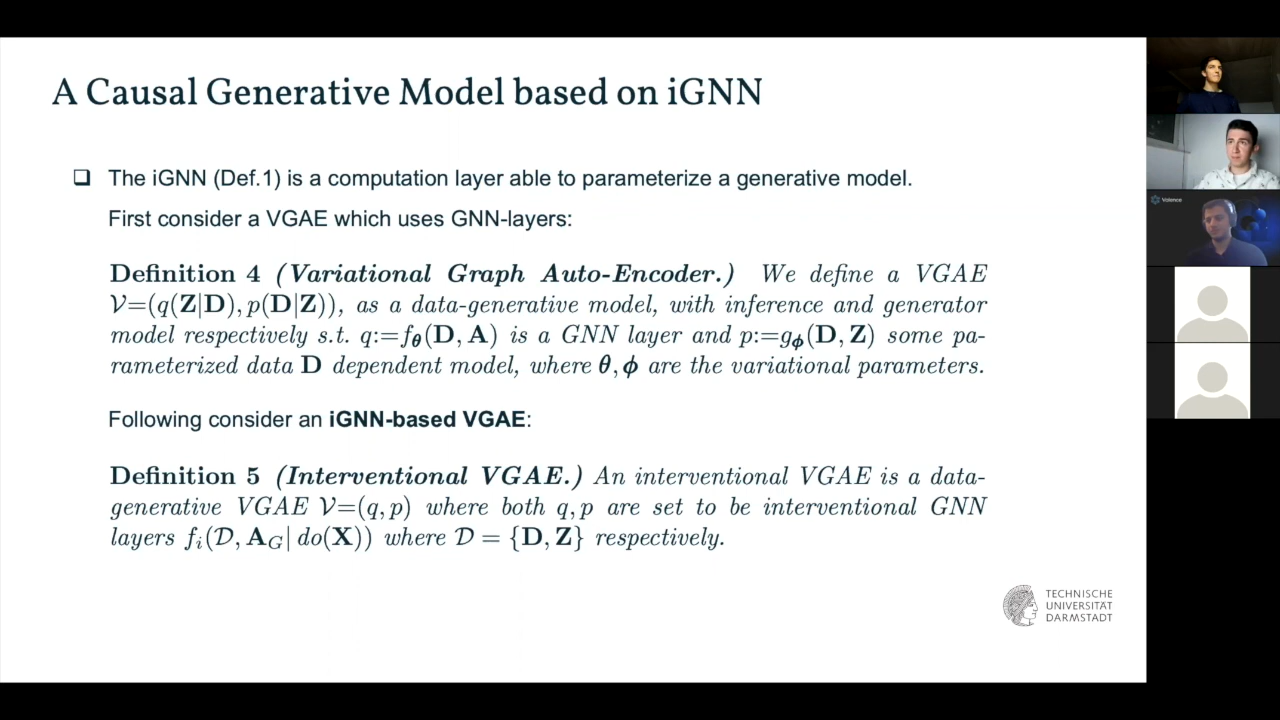 A Causal Generative Model based on iGNN
The iGNN (Def.1) is a computation layer able to parameterize a generative model.
First consider a VGAE which uses GNN-layers:
Definition 4 (Variational Graph Auto-Encoder.) We define a VGAE
𝒱=(q(Z|D), p(D|Z)), as a data-generative model, with inference and generator
model respectively s.t. q:=f_θ(D, A) is a GNN layer and p:=g_ϕ(D, Z) some pa-
rameterized data D dependent model, where θ, ϕ are the variational parameters.
Following consider an iGNN-based VGAE:
Definition 5 (Interventional VGAE.) An interventional VGAE is a data-
generative VGAE 𝒱=(q, p) where both q, p are set to be interventional GNN
layers f_i(𝒟, A_G| do(X)) where 𝒟 = {D, Z} respectively.
TECHNISCHE
UNIVERSITÄT
DARMSTADT
Valence